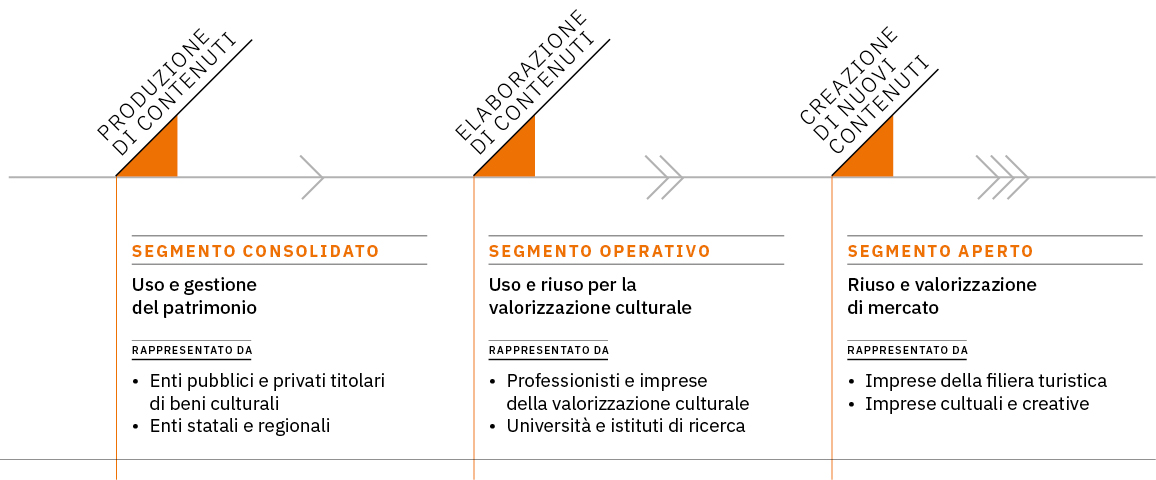 PRODUZIONE
DI CONTENUTI
ELABORAZIONE
DI CONTENUTI
CREAZIONE
DI NUOVI
CONTENUTI
SEGMENTO CONSOLIDATO
Uso e gestione
del patrimonio
RAPPRESENTATO DA
• Enti pubblici e privati titolari
di beni culturali
• Enti statali e regionali
SEGMENTO OPERATIVO
Uso e riuso per la
valorizzazione culturale
RAPPRESENTATO DA
• Professionisti e imprese
della valorizzazione culturale
• Università e istituti di ricerca
SEGMENTO APERTO
Riuso e valorizzazione
di mercato
RAPPRESENTATO DA
• Imprese della filiera turistica
• Imprese cultuali e creative